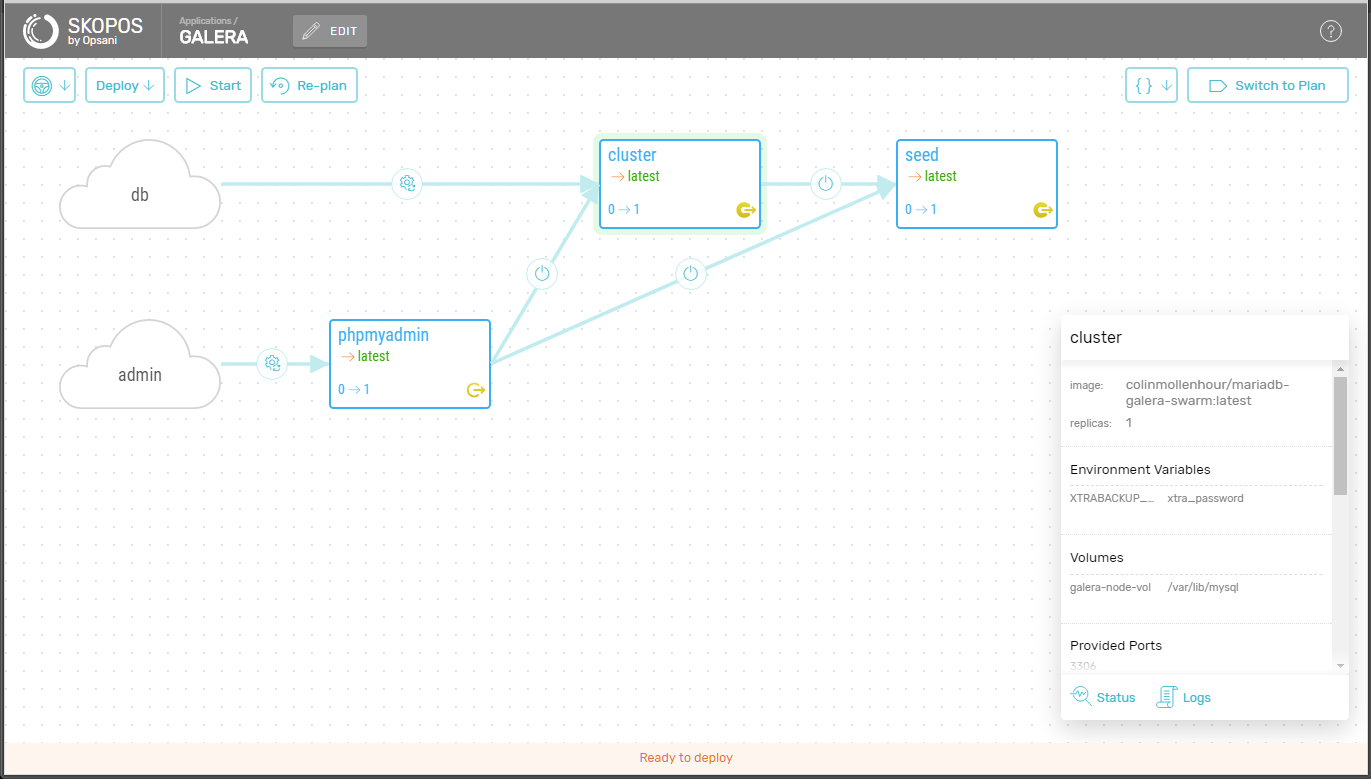 SKOPOS
by Opsani
Applications /
GALERA
EDIT
?
Deploy ↓
Start
Re-plan
{ } ↓
Switch to Plan
db
cluster
→ latest
0 → 1
seed
→ latest
0 → 1
admin
phpmyadmin
→ latest
0 → 1
cluster
image: colinmollenhour/mariadb-
galera-swarm:latest
replicas: 1
Environment Variables
XTRABACKUP_... xtra_password
Volumes
galera-node-vol /var/lib/mysql
Provided Ports
3306
Status
Logs
Ready to deploy